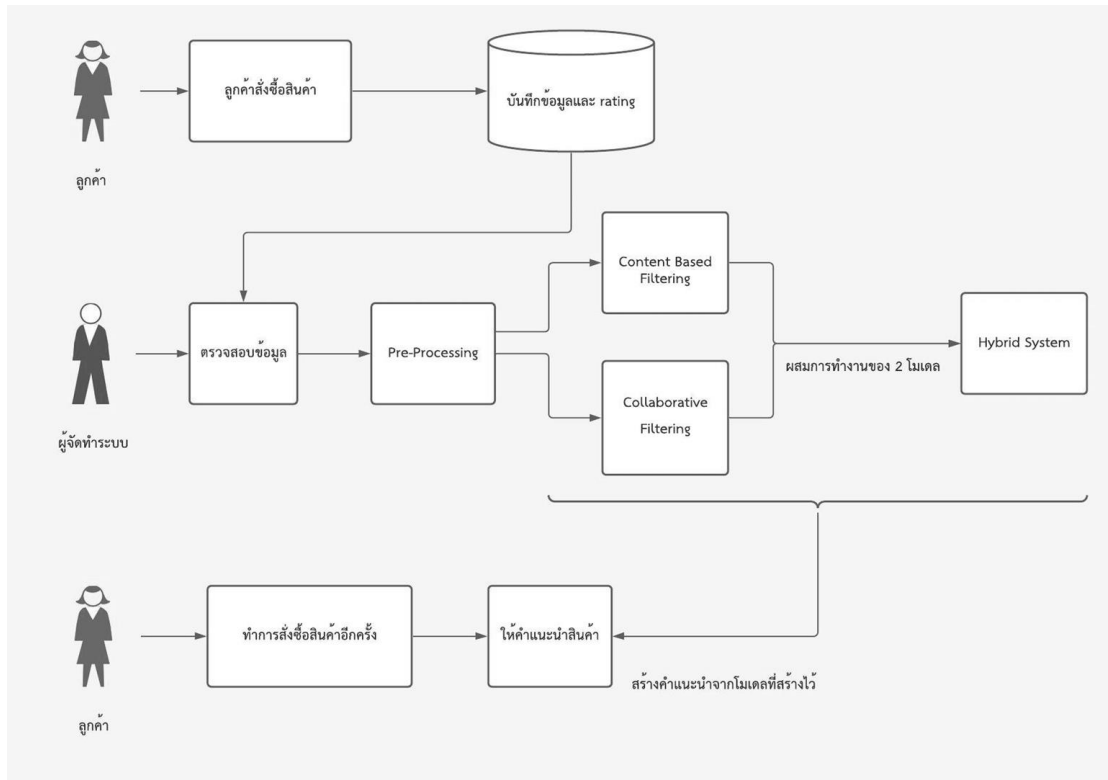 ลูกค้าสั่งซื้อสินค้า
บันทึกข้อมูลและ rating
ลูกค้า
Content Based
Filtering
ตรวจสอบข้อมูล
Pre-Processing
Hybrid System
ผสมการทำงานของ 2 โมเดล
Collaborative
Filtering
ผู้จัดทำระบบ
ทำการสั่งซื้อสินค้าอีกครั้ง
ให้คำแนะนำสินค้า
สร้างคำแนะนำจากโมเดลที่สร้างไว้
ลูกค้า